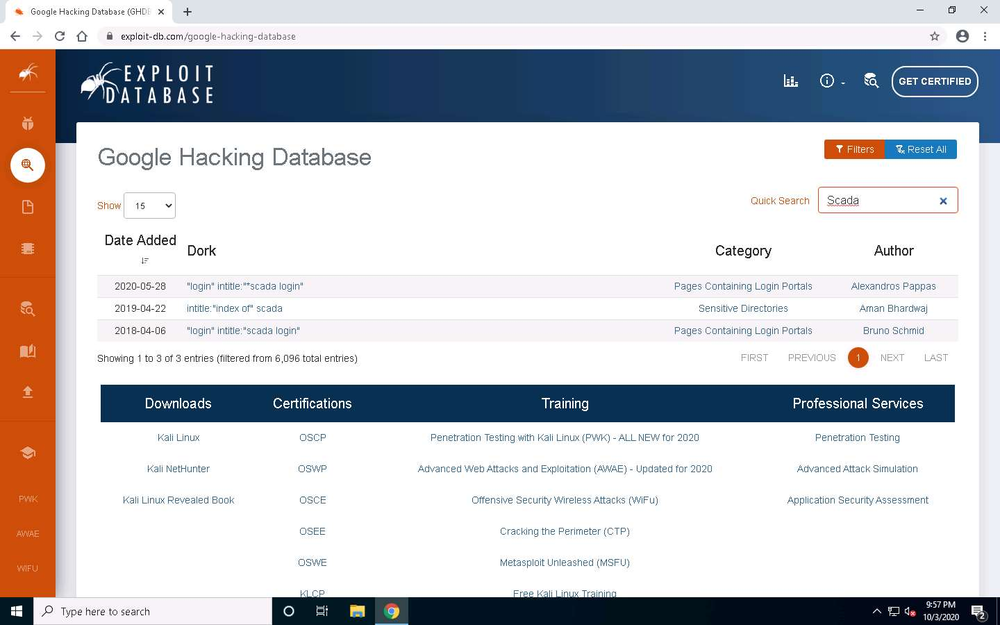 Google Hacking Database (GHDB
exploit-db.com/google-hacking-database
EXPLOIT
DATABASE
GET CERTIFIED
Google Hacking Database
Filters
Reset All
Show 15
Quick Search Scada
Date Added Dork Category Author
2020-05-28 "login" intitle:"*scada login" Pages Containing Login Portals Alexandros Pappas
2019-04-22 intitle:"index of" scada Sensitive Directories Aman Bhardwaj
2018-04-06 "login" intitle:"scada login" Pages Containing Login Portals Bruno Schmid
Showing 1 to 3 of 3 entries (filtered from 6,096 total entries) FIRST PREVIOUS 1 NEXT LAST
Downloads Certifications Training Professional Services
Kali Linux OSCP Penetration Testing with Kali Linux (PWK) - ALL NEW for 2020 Penetration Testing
Kali NetHunter OSWP Advanced Web Attacks and Exploitation (AWAE) - Updated for 2020 Advanced Attack Simulation
Kali Linux Revealed Book OSCE Offensive Security Wireless Attacks (WiFu) Application Security Assessment
OSEE Cracking the Perimeter (CTP)
OSWE Metasploit Unleashed (MSFU)
KLCP Free Kali Linux Training
PWK
AWAE
WIFU
Type here to search
9:57 PM
10/3/2020
2